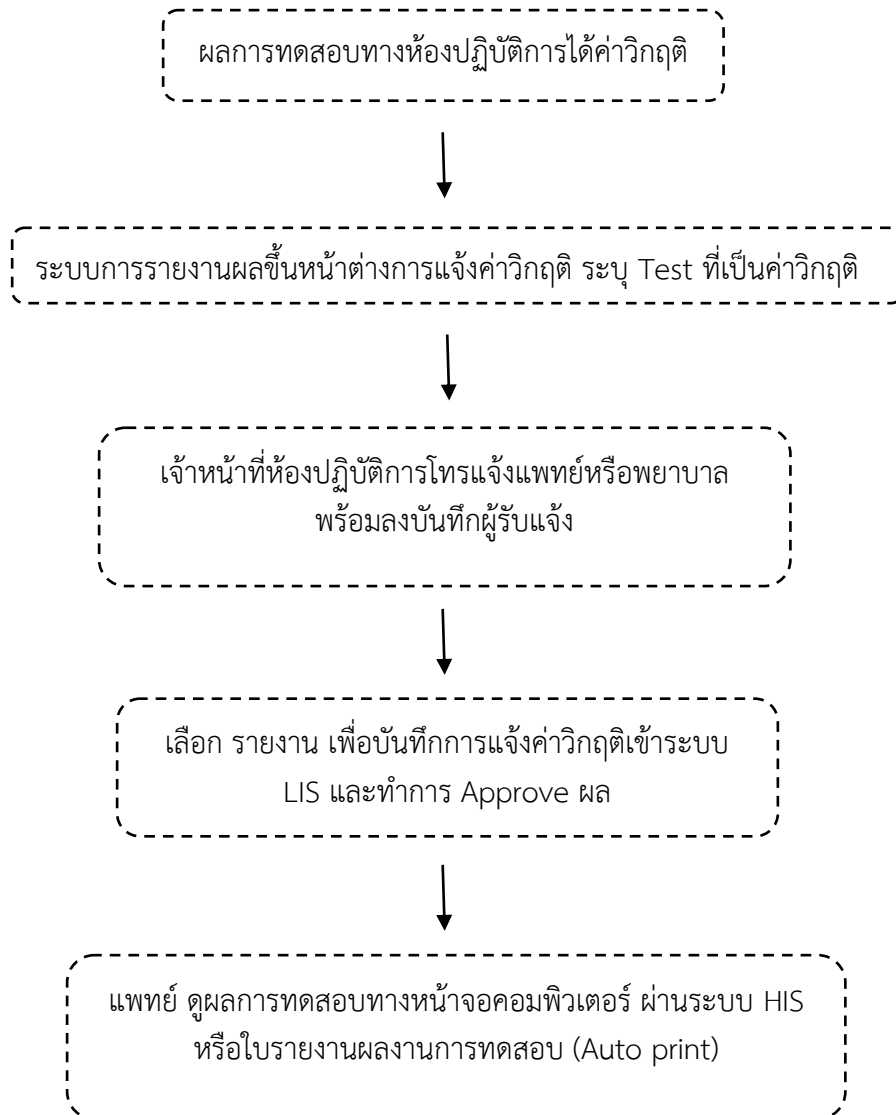 ผลการทดสอบทางห้องปฏิบัติการได้ค่าวิกฤติ
ระบบการรายงานผลขึ้นหน้าต่างการแจ้งค่าวิกฤติ ระบุ Test ที่เป็นค่าวิกฤติ
เจ้าหน้าที่ห้องปฏิบัติการโทรแจ้งแพทย์หรือพยาบาล
พร้อมลงบันทึกผู้รับแจ้ง
เลือก รายงาน เพื่อบันทึกการแจ้งค่าวิกฤติเข้าระบบ
LIS และทำการ Approve ผล
แพทย์ ดูผลการทดสอบทางหน้าจอคอมพิวเตอร์ ผ่านระบบ HIS
หรือใบรายงานผลงานการทดสอบ (Auto print)